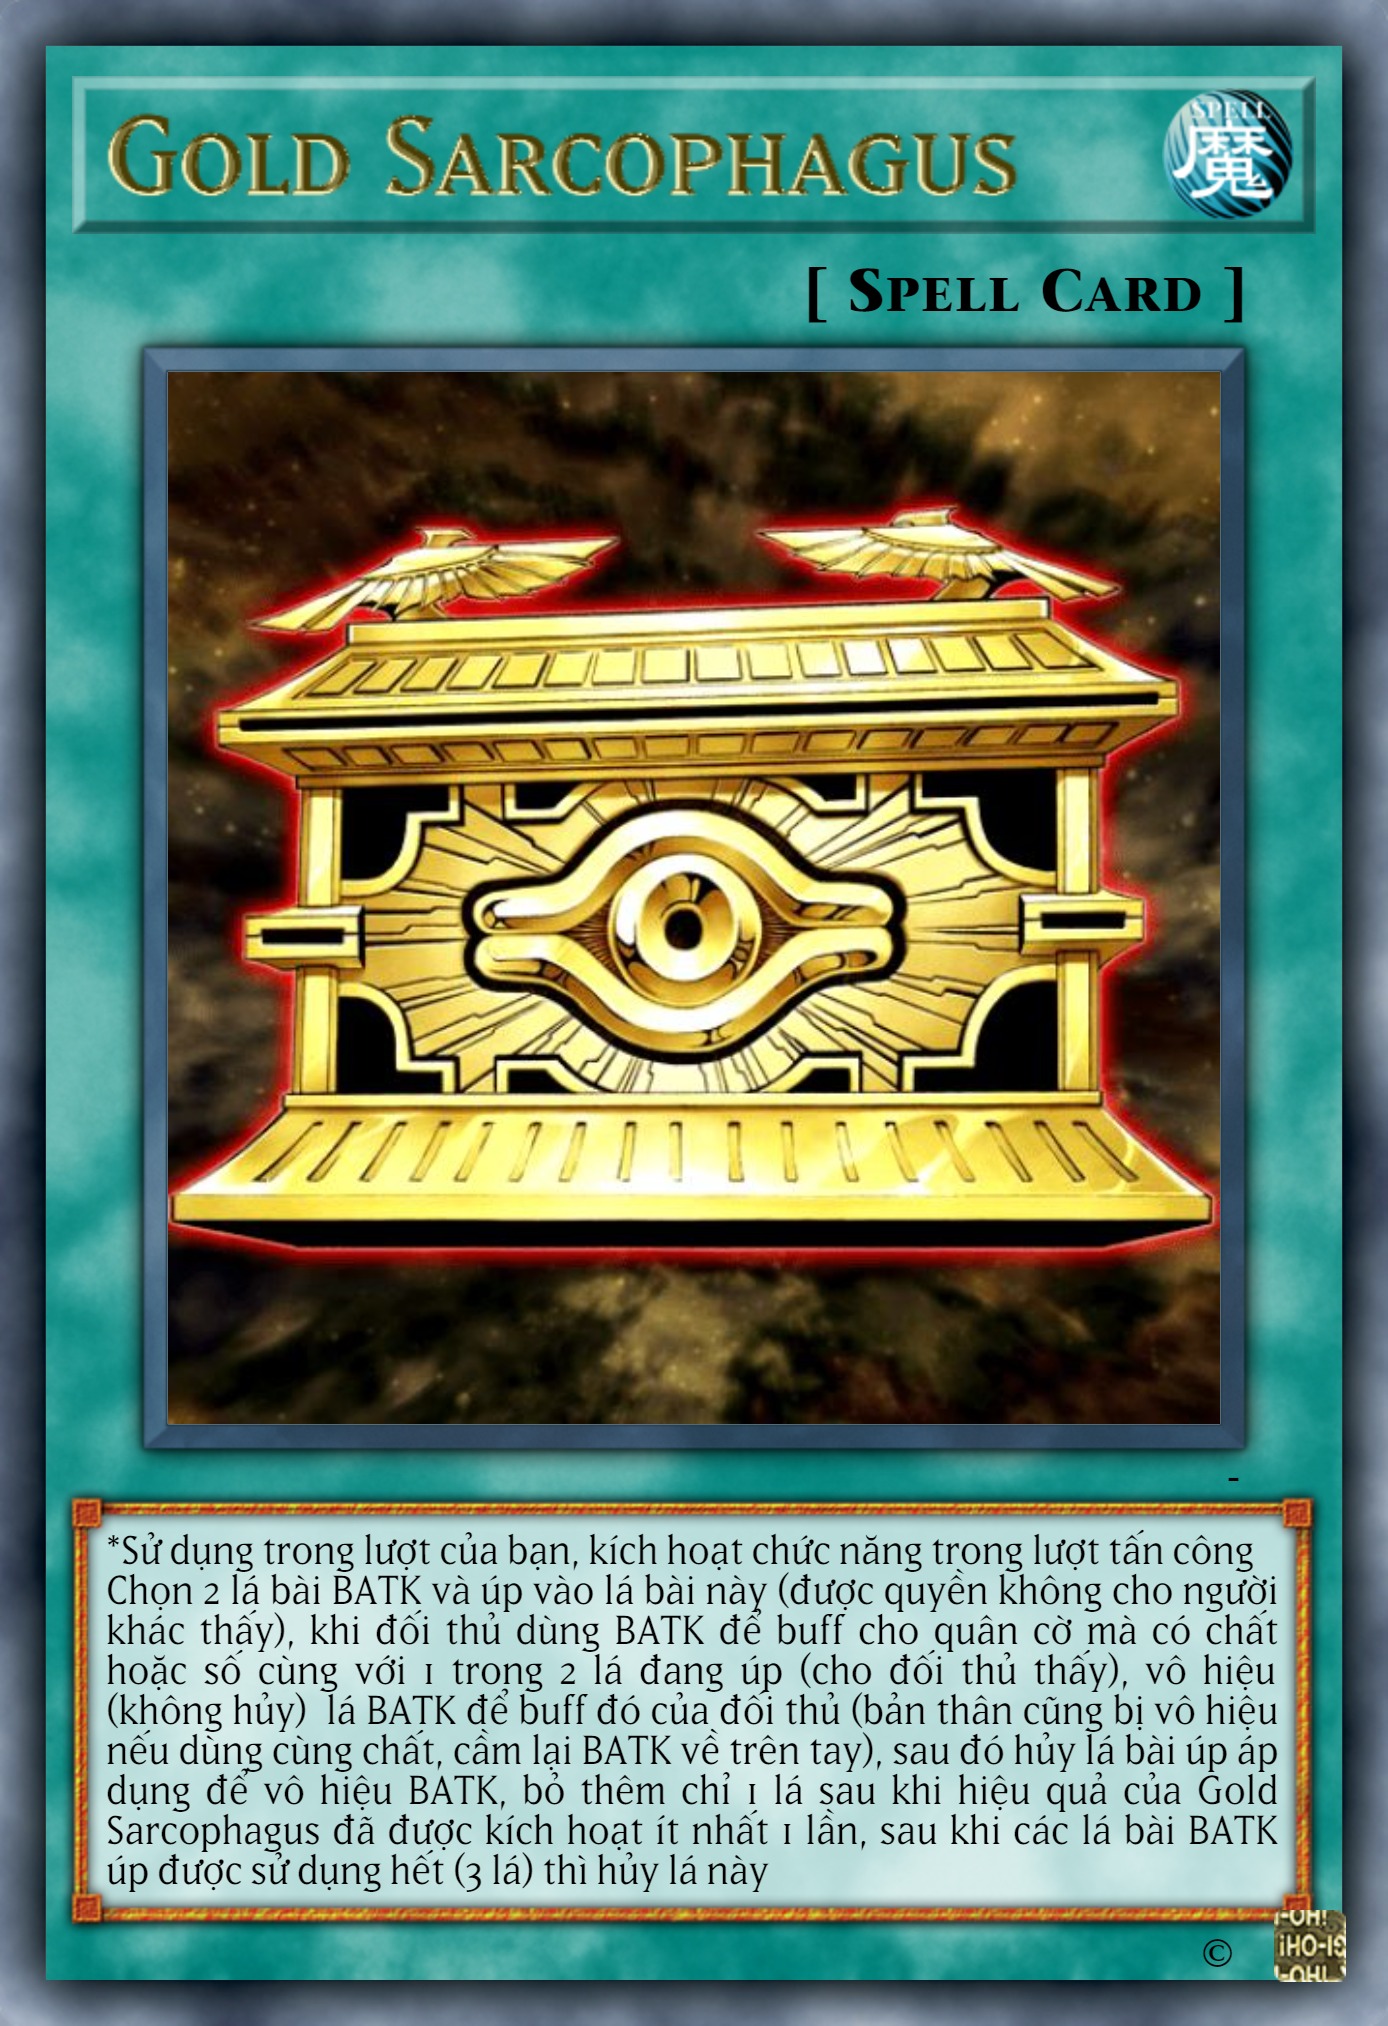 Gold Sarcophagus
SPELL
魔
[ Spell Card ]
-
*Sử dụng trong lượt của bạn, kích hoạt chức năng trong lượt tấn công
Chọn 2 lá bài BATK và úp vào lá bài này (được quyền không cho người
khác thấy), khi đối thủ dùng BATK để buff cho quân cờ mà có chất
hoặc số cùng với 1 trong 2 lá đang úp (cho đối thủ thấy), vô hiệu
(không hủy) lá BATK để buff đó của đối thủ (bản thân cũng bị vô hiệu
nếu dùng cùng chất, cầm lại BATK về trên tay), sau đó hủy lá bài úp áp
dụng để vô hiệu BATK, bỏ thêm chỉ 1 lá sau khi hiệu quả của Gold
Sarcophagus đã được kích hoạt ít nhất 1 lần, sau khi các lá bài BATK
úp được sử dụng hết (3 lá) thì hủy lá này
©